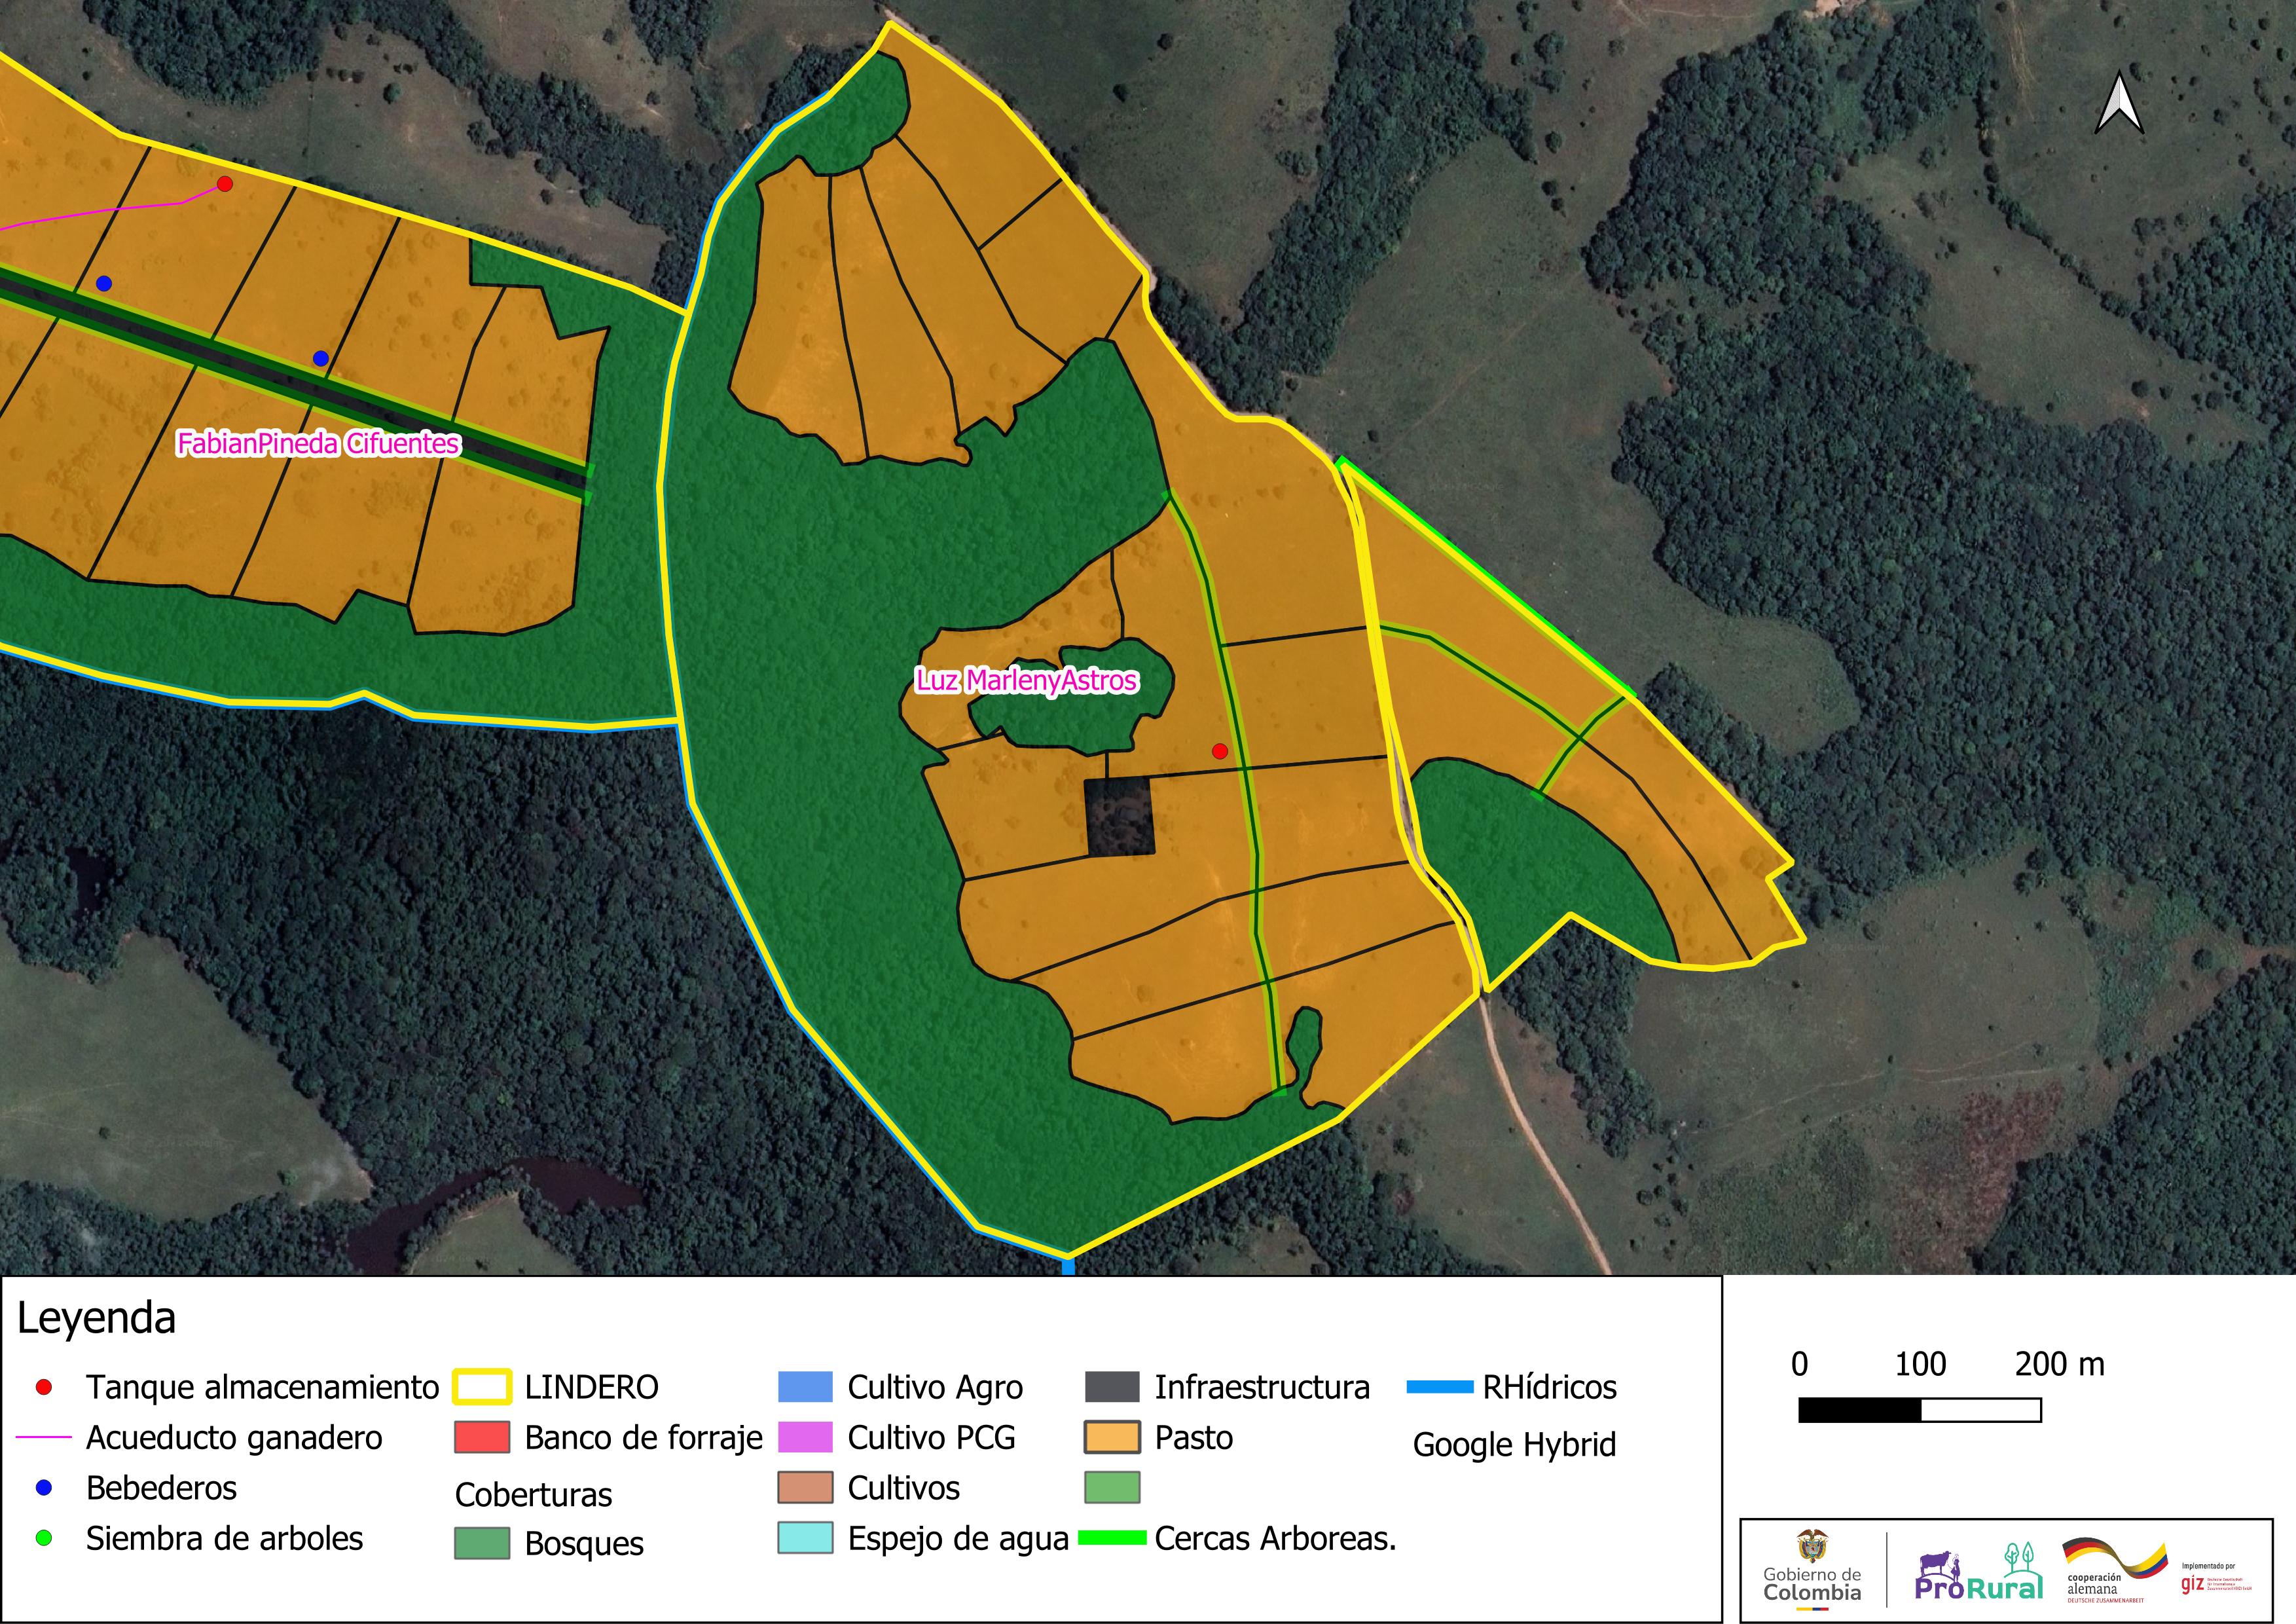 FabianPineda Cifuentes
Luz MarlenyAstros
Leyenda
Tanque almacenamiento
Acueducto ganadero
Bebederos
Siembra de arboles
LINDERO
Banco de forraje
Coberturas
Bosques
Cultivo Agro
Cultivo PCG
Cultivos
Espejo de agua
Infraestructura
Pasto
Cercas Arboreas.
RHídricos
Google Hybrid
0 100 200 m
Gobierno de
Colombia
ProRural
cooperación
alemana
DEUTSCHE ZUSAMMENARBEIT
Implementado por
giz